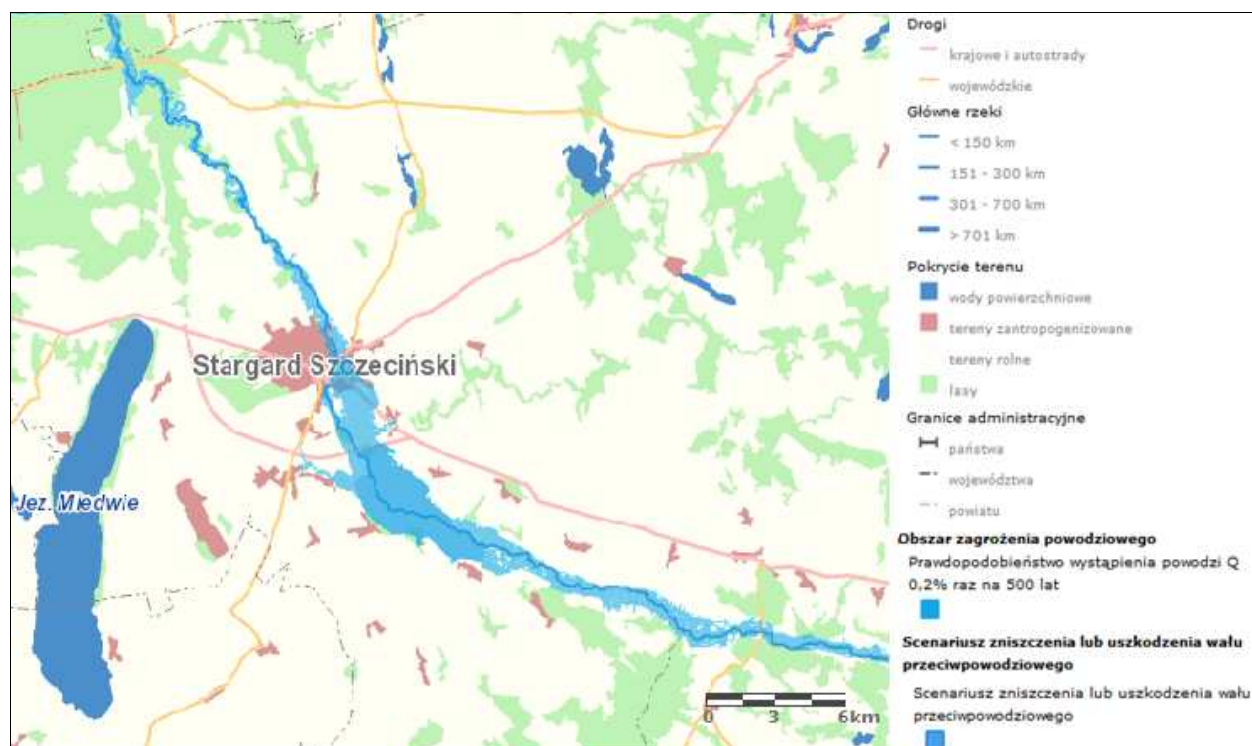 Stargard Szczeciński
Jez. Miedwie
0 3 6km
Drogi
krajowe i autostrady
wojewódzkie
Główne rzeki
< 150 km
151 - 300 km
301 - 700 km
> 701 km
Pokrycie terenu
wody powierzchniowe
tereny zantropogenizowane
tereny rolne
lasy
Granice administracyjne
państwa
województwa
powiatu
Obszar zagrożenia powodziowego
Prawdopodobieństwo wystąpienia powodzi Q
0,2% raz na 500 lat
Scenariusz zniszczenia lub uszkodzenia wału
przeciwpowodziowego
Scenariusz zniszczenia lub uszkodzenia wału
przeciwpowodziowego